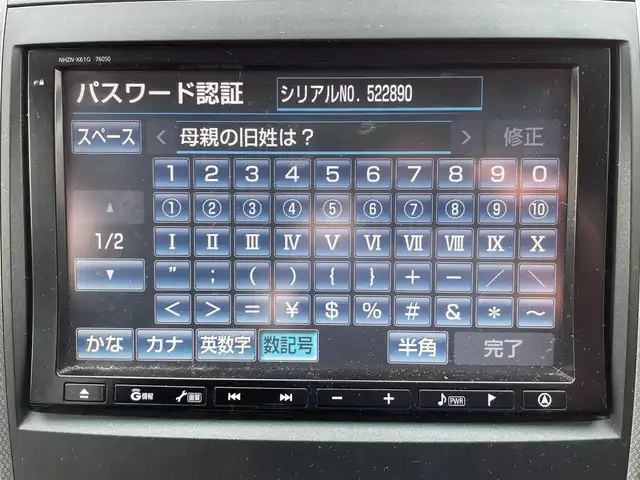 NHZN-X61G 76050
パスワード認証 シリアルNO. 522890
スペース 母親の旧姓は? 修正
1 2 3 4 5 6 7 8 9 0
① ② ③ ④ ⑤ ⑥ ⑦ ⑧ ⑨ ⑩
1/2 Ⅰ Ⅱ Ⅲ Ⅳ Ⅴ Ⅵ Ⅶ Ⅷ Ⅸ Ⅹ
" ; ( ) { } + − / \
< > = ¥ $ % # & * ~
かな カナ 英数字 数記号 半角 完了
G情報 画質 PWR